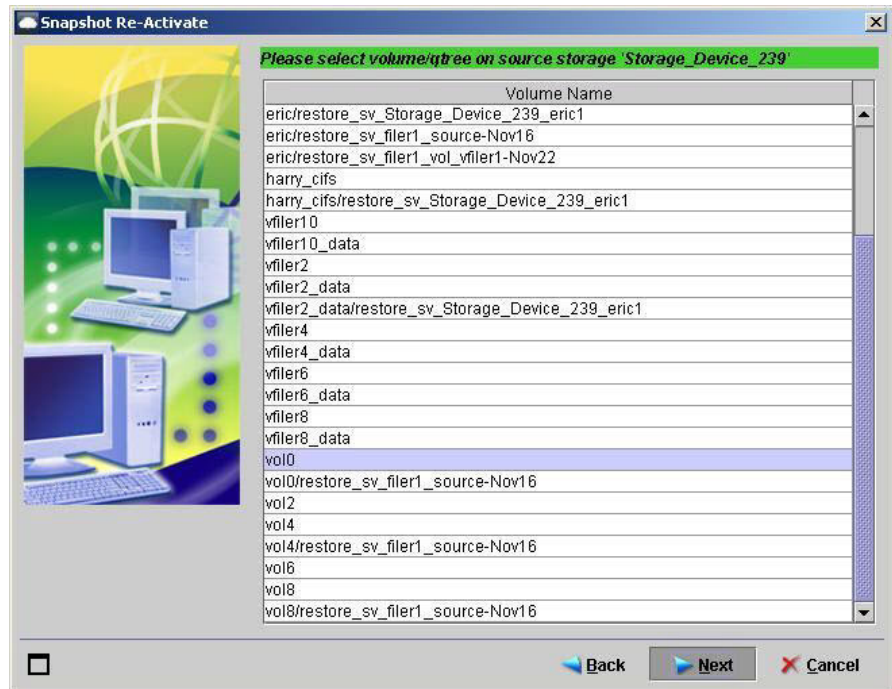 Snapshot Re-Activate
Please select volume/qtree on source storage 'Storage_Device_239'
Volume Name
eric/restore_sv_Storage_Device_239_eric1
eric/restore_sv_filer1_source-Nov16
eric/restore_sv_filer1_vol_vfiler1-Nov22
harry_cifs
harry_cifs/restore_sv_Storage_Device_239_eric1
vfiler10
vfiler10_data
vfiler2
vfiler2_data
vfiler2_data/restore_sv_Storage_Device_239_eric1
vfiler4
vfiler4_data
vfiler6
vfiler6_data
vfiler8
vfiler8_data
vol0
vol0/restore_sv_filer1_source-Nov16
vol2
vol4
vol4/restore_sv_filer1_source-Nov16
vol6
vol8
vol8/restore_sv_filer1_source-Nov16
Back Next Cancel